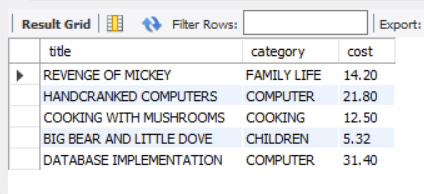 Result Grid Filter Rows: Export:
title category cost
REVENGE OF MICKEY FAMILY LIFE 14.20
HANDCRANKED COMPUTERS COMPUTER 21.80
COOKING WITH MUSHROOMS COOKING 12.50
BIG BEAR AND LITTLE DOVE CHILDREN 5.32
DATABASE IMPLEMENTATION COMPUTER 31.40